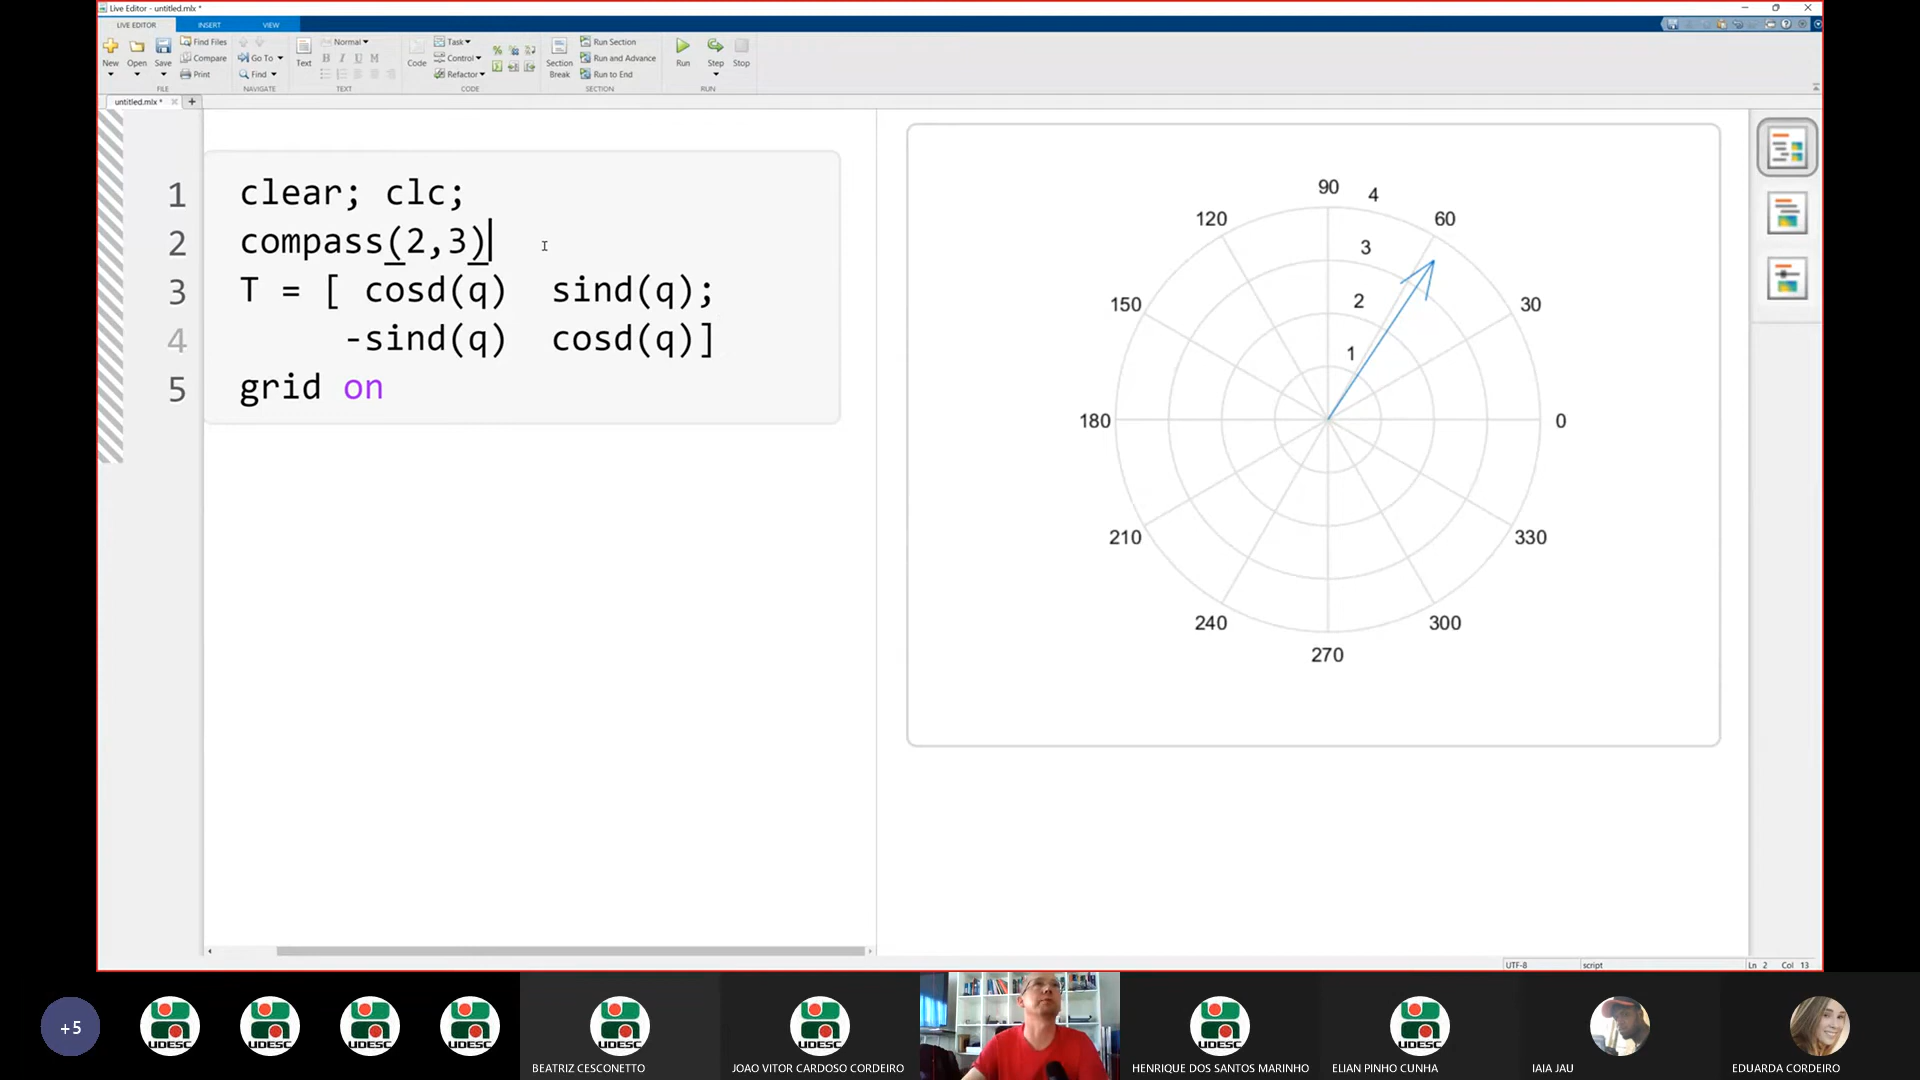 Live Editor - untitled.mlx *
LIVE EDITOR INSERT VIEW
New Open Save
Find Files
Compare
Print
FILE
Go To
Find
NAVIGATE
Text
Normal
B I U M
TEXT
Code
Task
Control
Refactor
CODE
Section Break
Run Section
Run and Advance
Run to End
SECTION
Run Step Stop
RUN
untitled.mlx * × +
1 clear; clc;
2 compass(2,3)
3 T = [ cosd(q) sind(q);
4 -sind(q) cosd(q)]
5 grid on
90 4
120 60
3
150 2 30
1
180 0
210 330
240 300
270
UTF-8 script Ln 2 Col 13
+5
UDESC
UDESC
UDESC
UDESC
UDESC
UDESC
UDESC
UDESC
BEATRIZ CESCONETTO
JOAO VITOR CARDOSO CORDEIRO
HENRIQUE DOS SANTOS MARINHO
ELIAN PINHO CUNHA
IAIA JAU
EDUARDA CORDEIRO